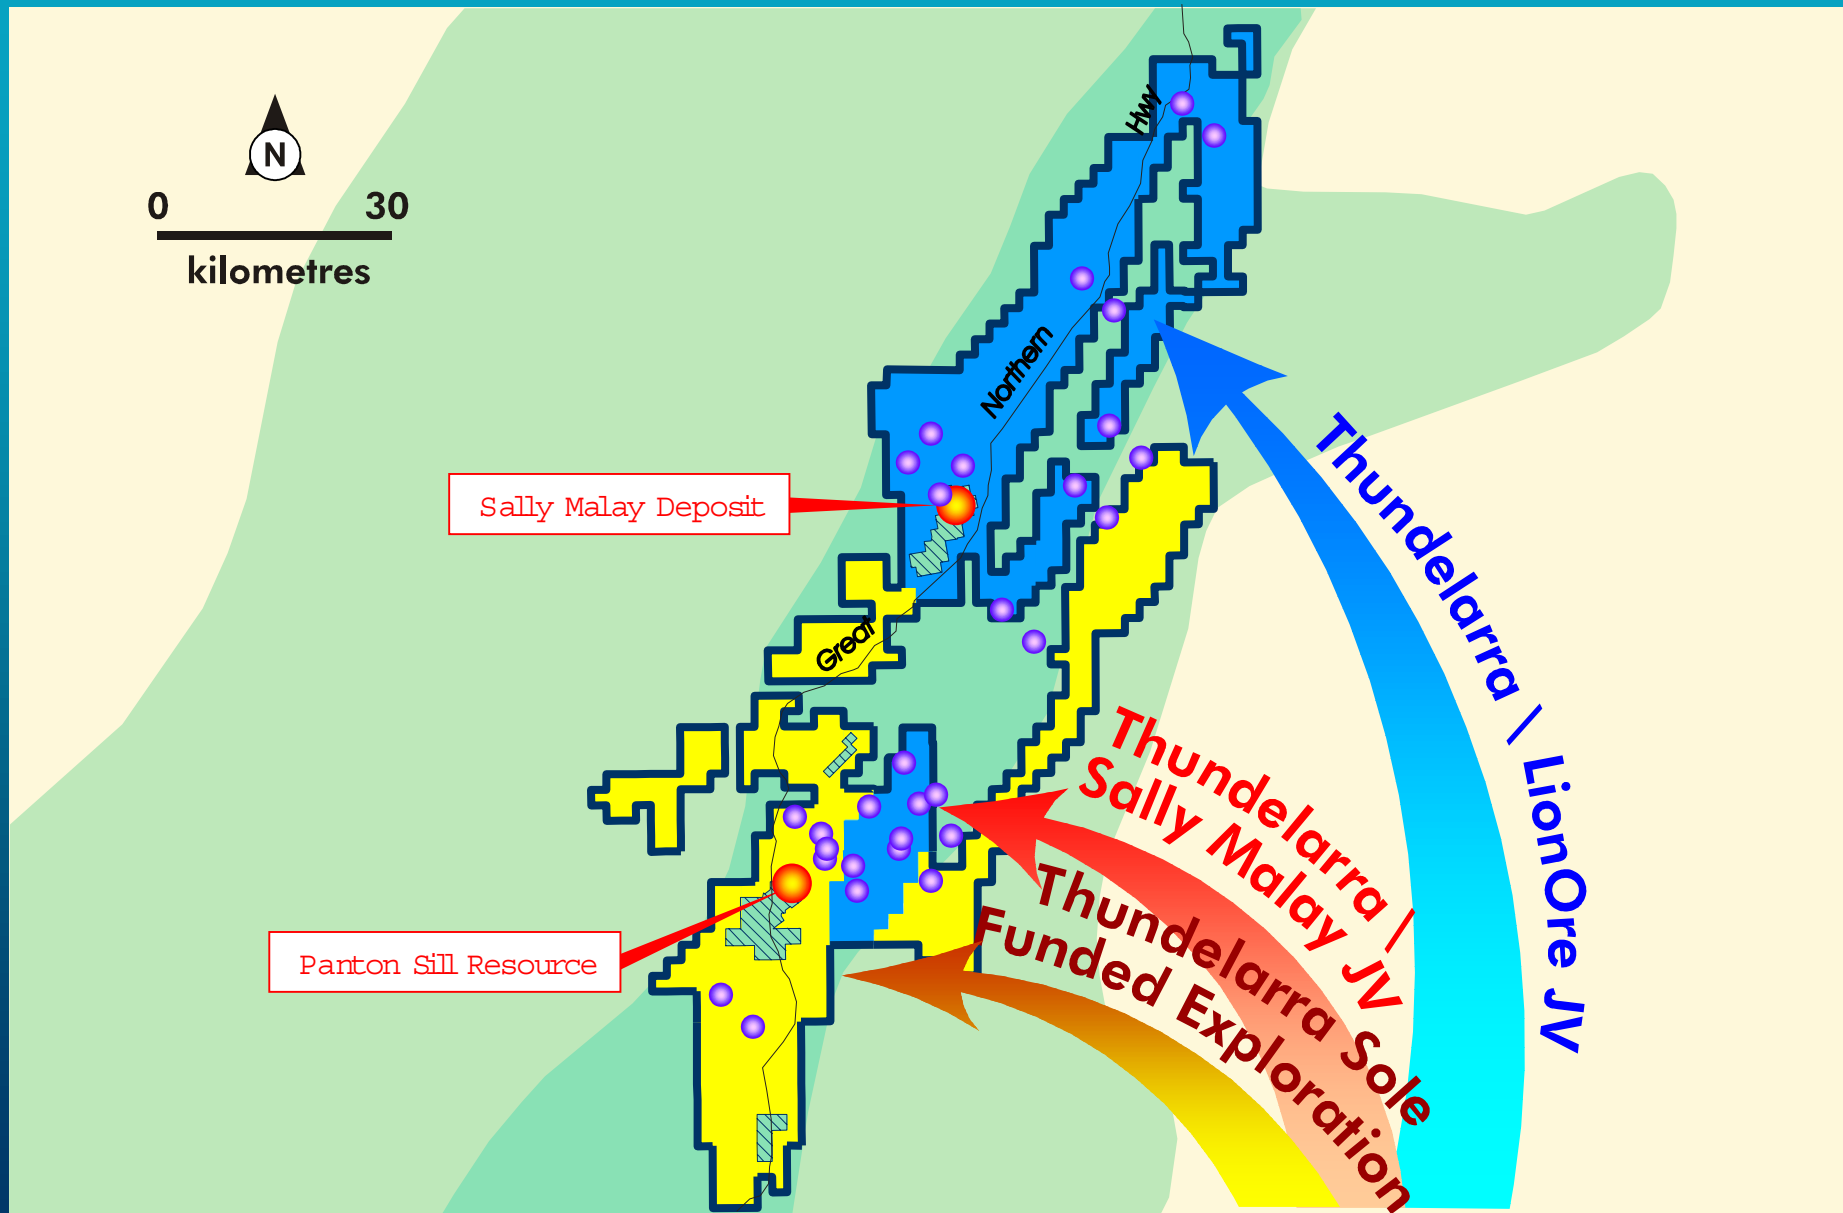 N
0 30
kilometres
Great Northern Hwy
Sally Malay Deposit
Panton Sill Resource
Thundelarra \ LionOre JV
Thundelarra \
Sally Malay JV
Thundelarra Sole
Funded Exploration